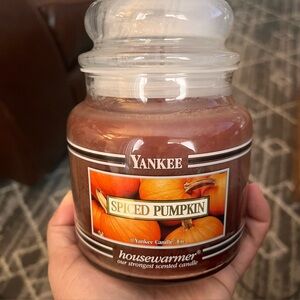 YANKEE
SPICED PUMPKIN
©Yankee Candle
housewarmer®
our strongest scented candle